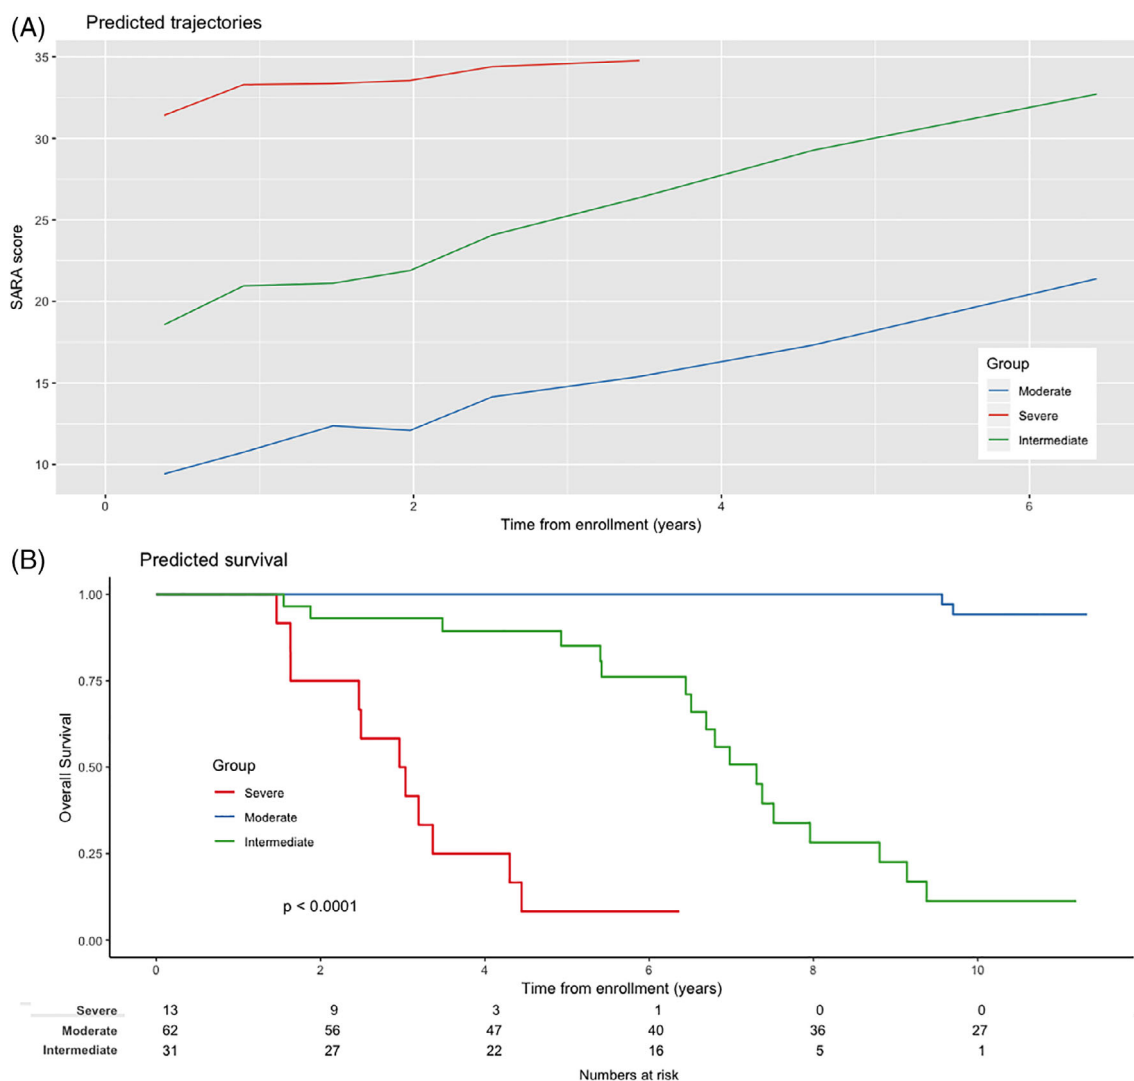 (A)
Predicted trajectories
35
30
25
20
15
10
SARA score
Group
Moderate
Severe
Intermediate
0 2 4 6
Time from enrollment (years)
(B)
Predicted survival
1.00
0.75
0.50
0.25
0.00
Overall Survival
Group
Severe
Moderate
Intermediate
p < 0.0001
0 2 4 6 8 10
Time from enrollment (years)
Severe 13 9 3 1 0 0
Moderate 62 56 47 40 36 27
Intermediate 31 27 22 16 5 1
Numbers at risk